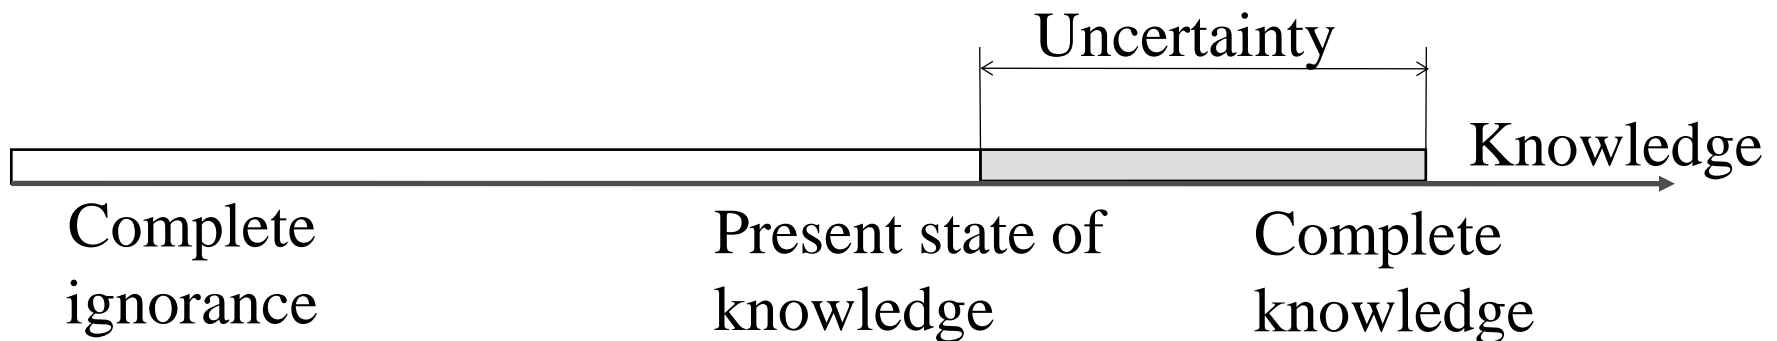 Uncertainty
Knowledge
Complete
ignorance
Present state of
knowledge
Complete
knowledge